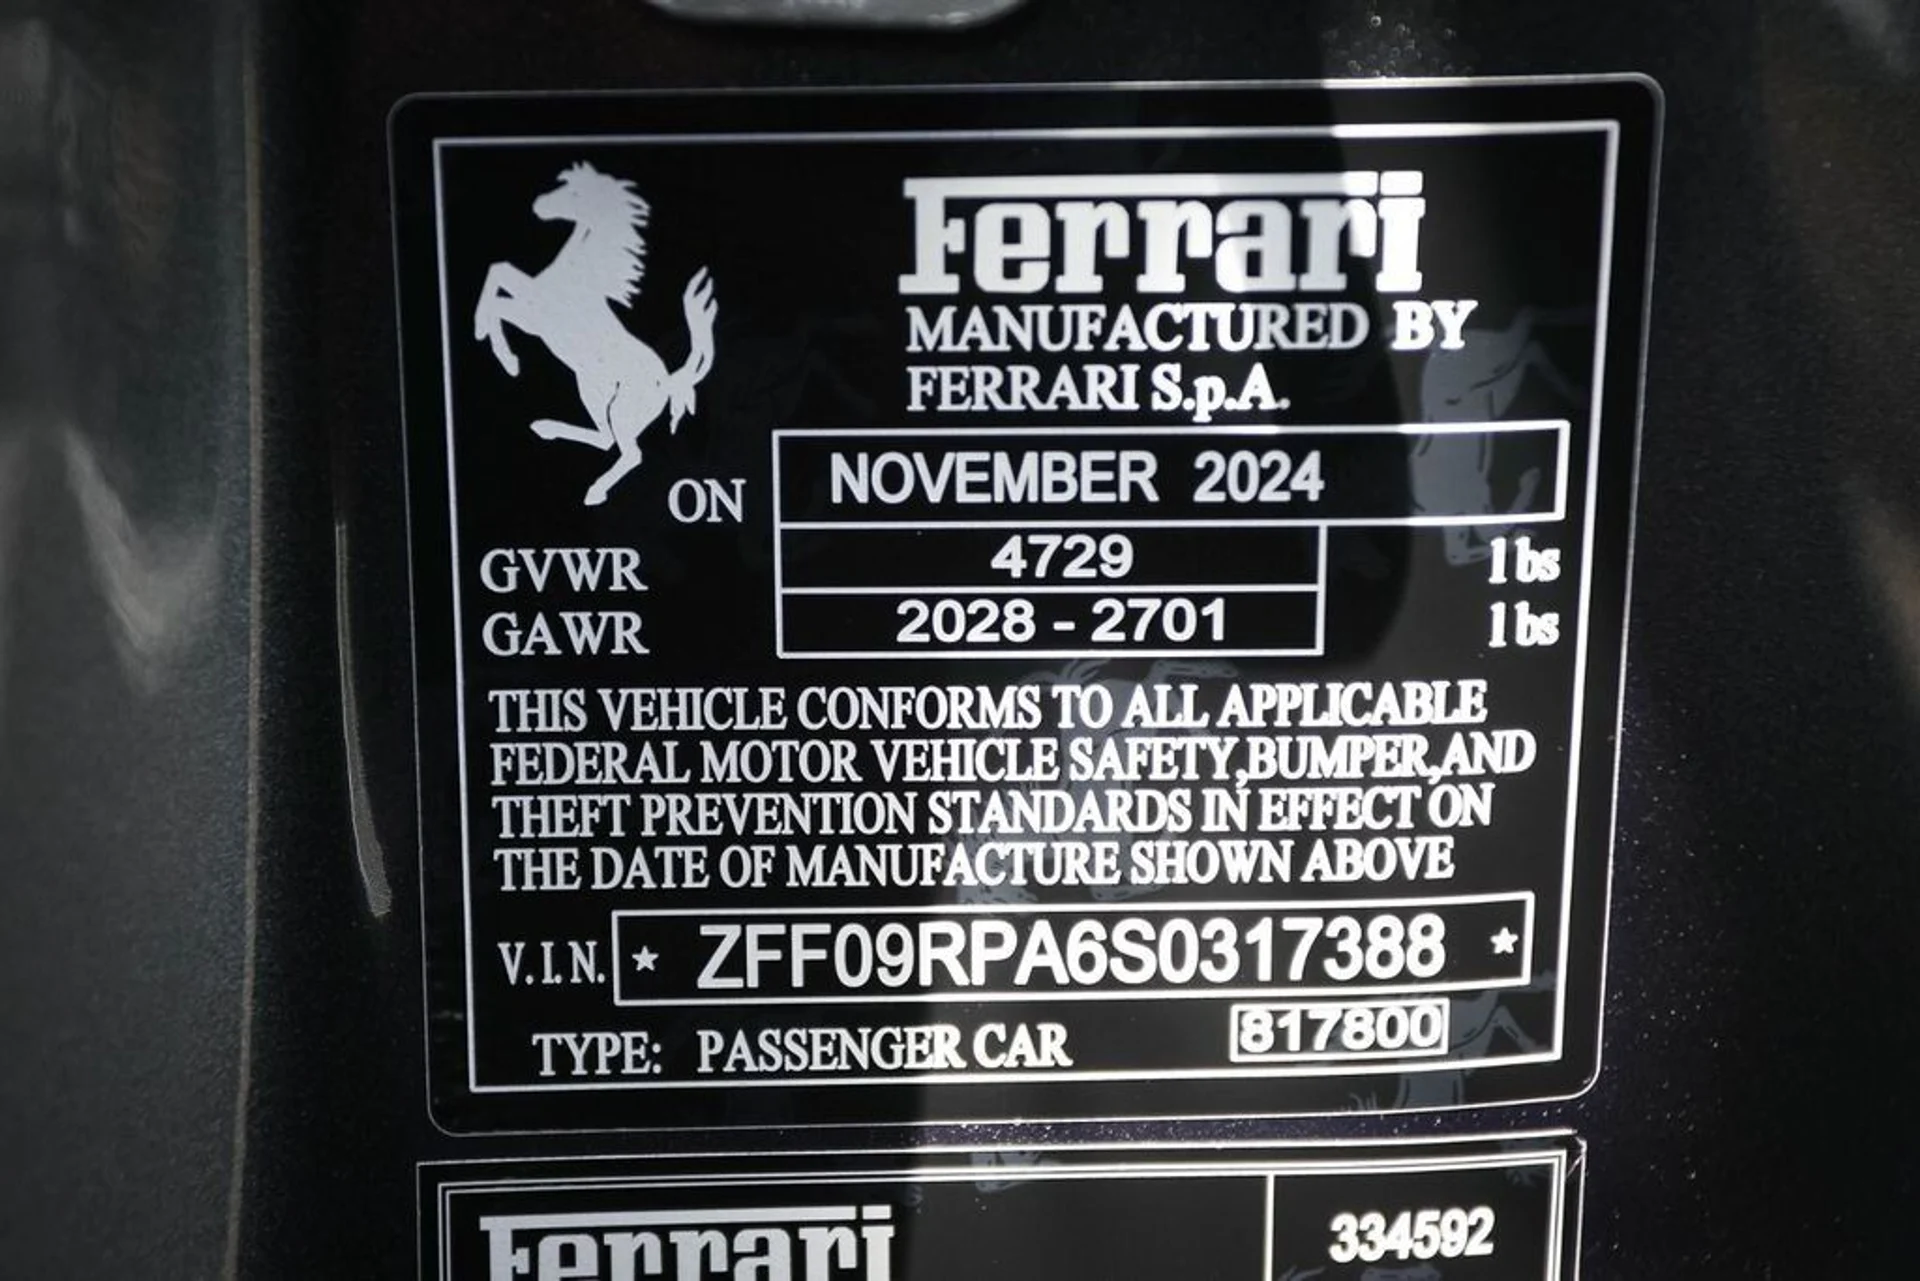 Ferrari
MANUFACTURED BY
FERRARI S.p.A.
ON NOVEMBER 2024
GVWR 4729 lbs
GAWR 2028 - 2701 lbs
THIS VEHICLE CONFORMS TO ALL APPLICABLE
FEDERAL MOTOR VEHICLE SAFETY,BUMPER,AND
THEFT PREVENTION STANDARDS IN EFFECT ON
THE DATE OF MANUFACTURE SHOWN ABOVE
V.I.N. ★ ZFF09RPA6S0317388 ★
TYPE: PASSENGER CAR 817800
Ferrari 334592